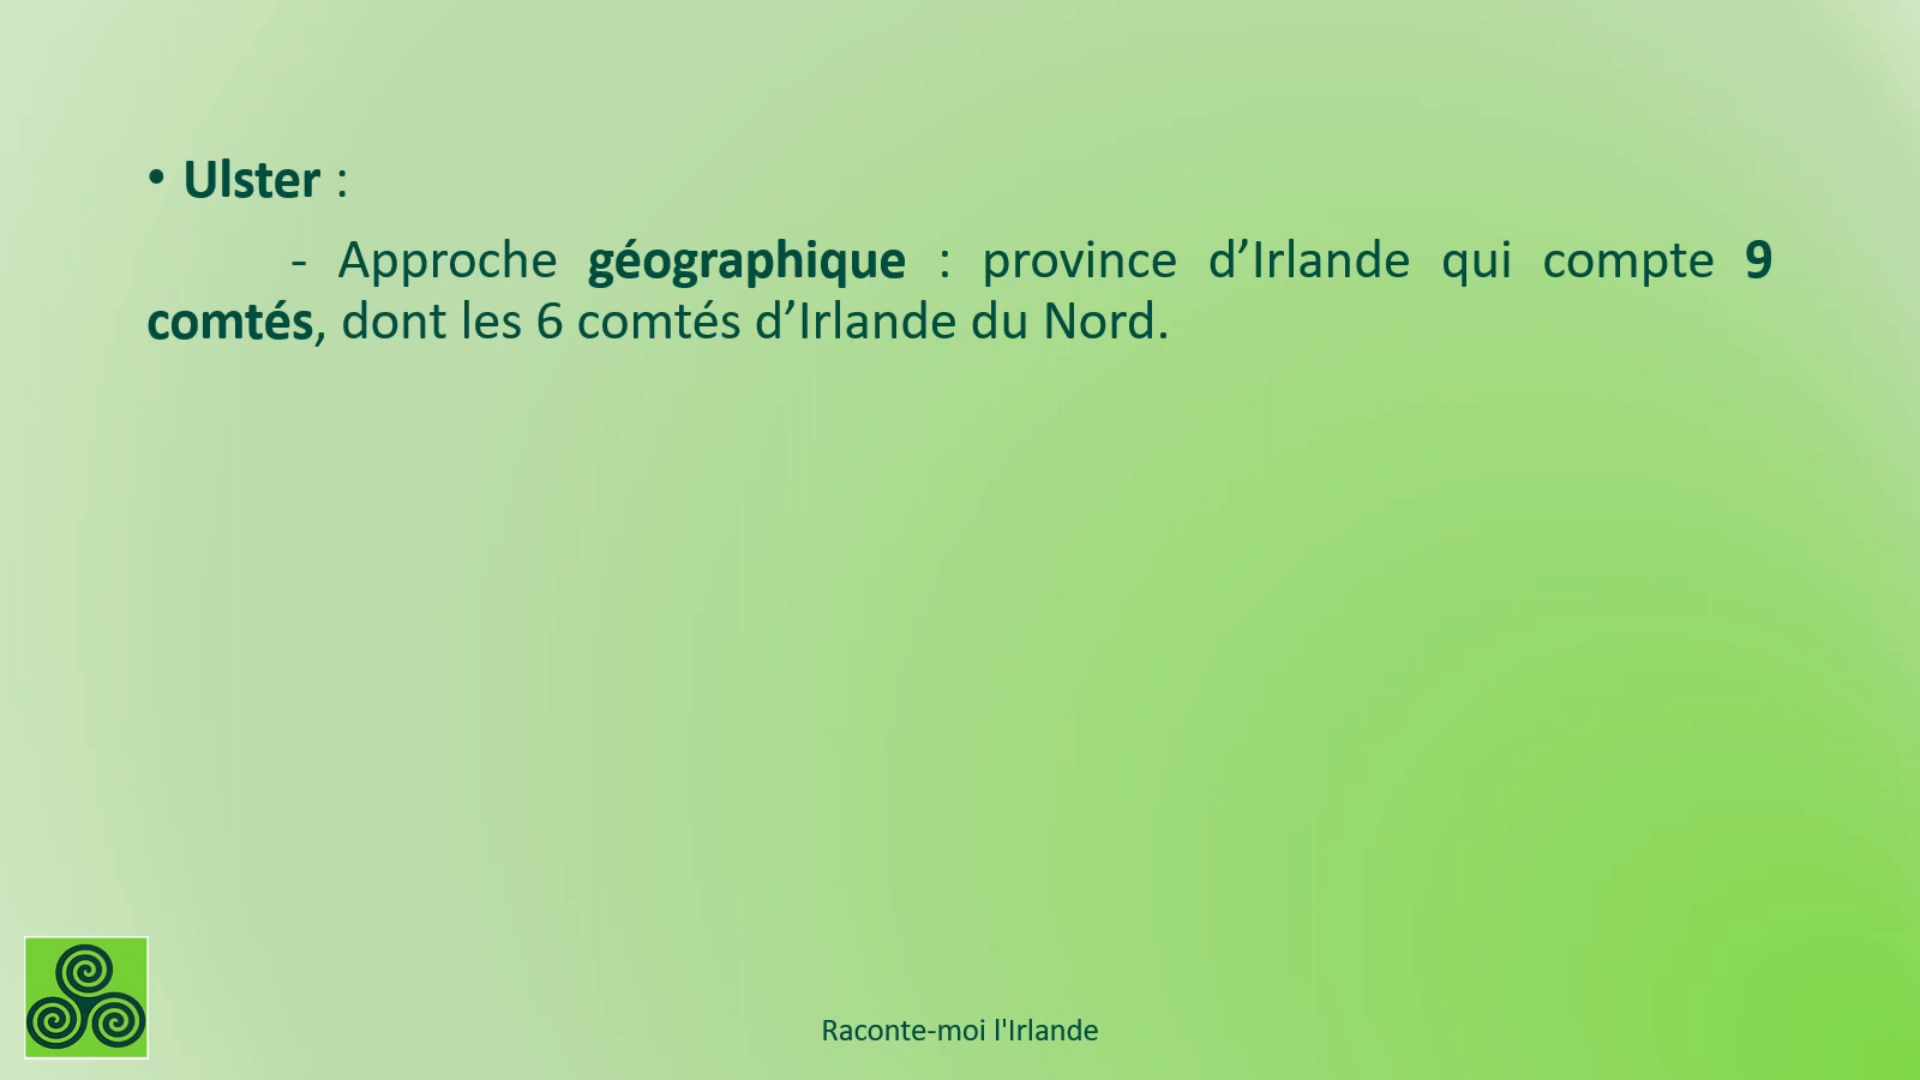 • Ulster :
- Approche géographique : province d’Irlande qui compte 9
comtés, dont les 6 comtés d’Irlande du Nord.
Raconte-moi l'Irlande